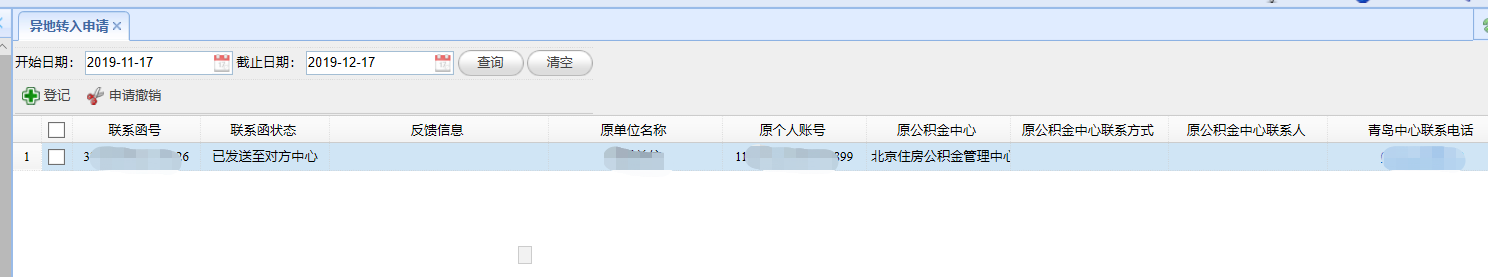 异地转入申请
开始日期： 2019-11-17 截止日期： 2019-12-17 查询 清空
登记 申请撤销
联系函号 联系函状态 反馈信息 原单位名称 原个人账号 原公积金中心 原公积金中心联系方式 原公积金中心联系人 青岛中心联系电话
1 已发送至对方中心 北京住房公积金管理中心